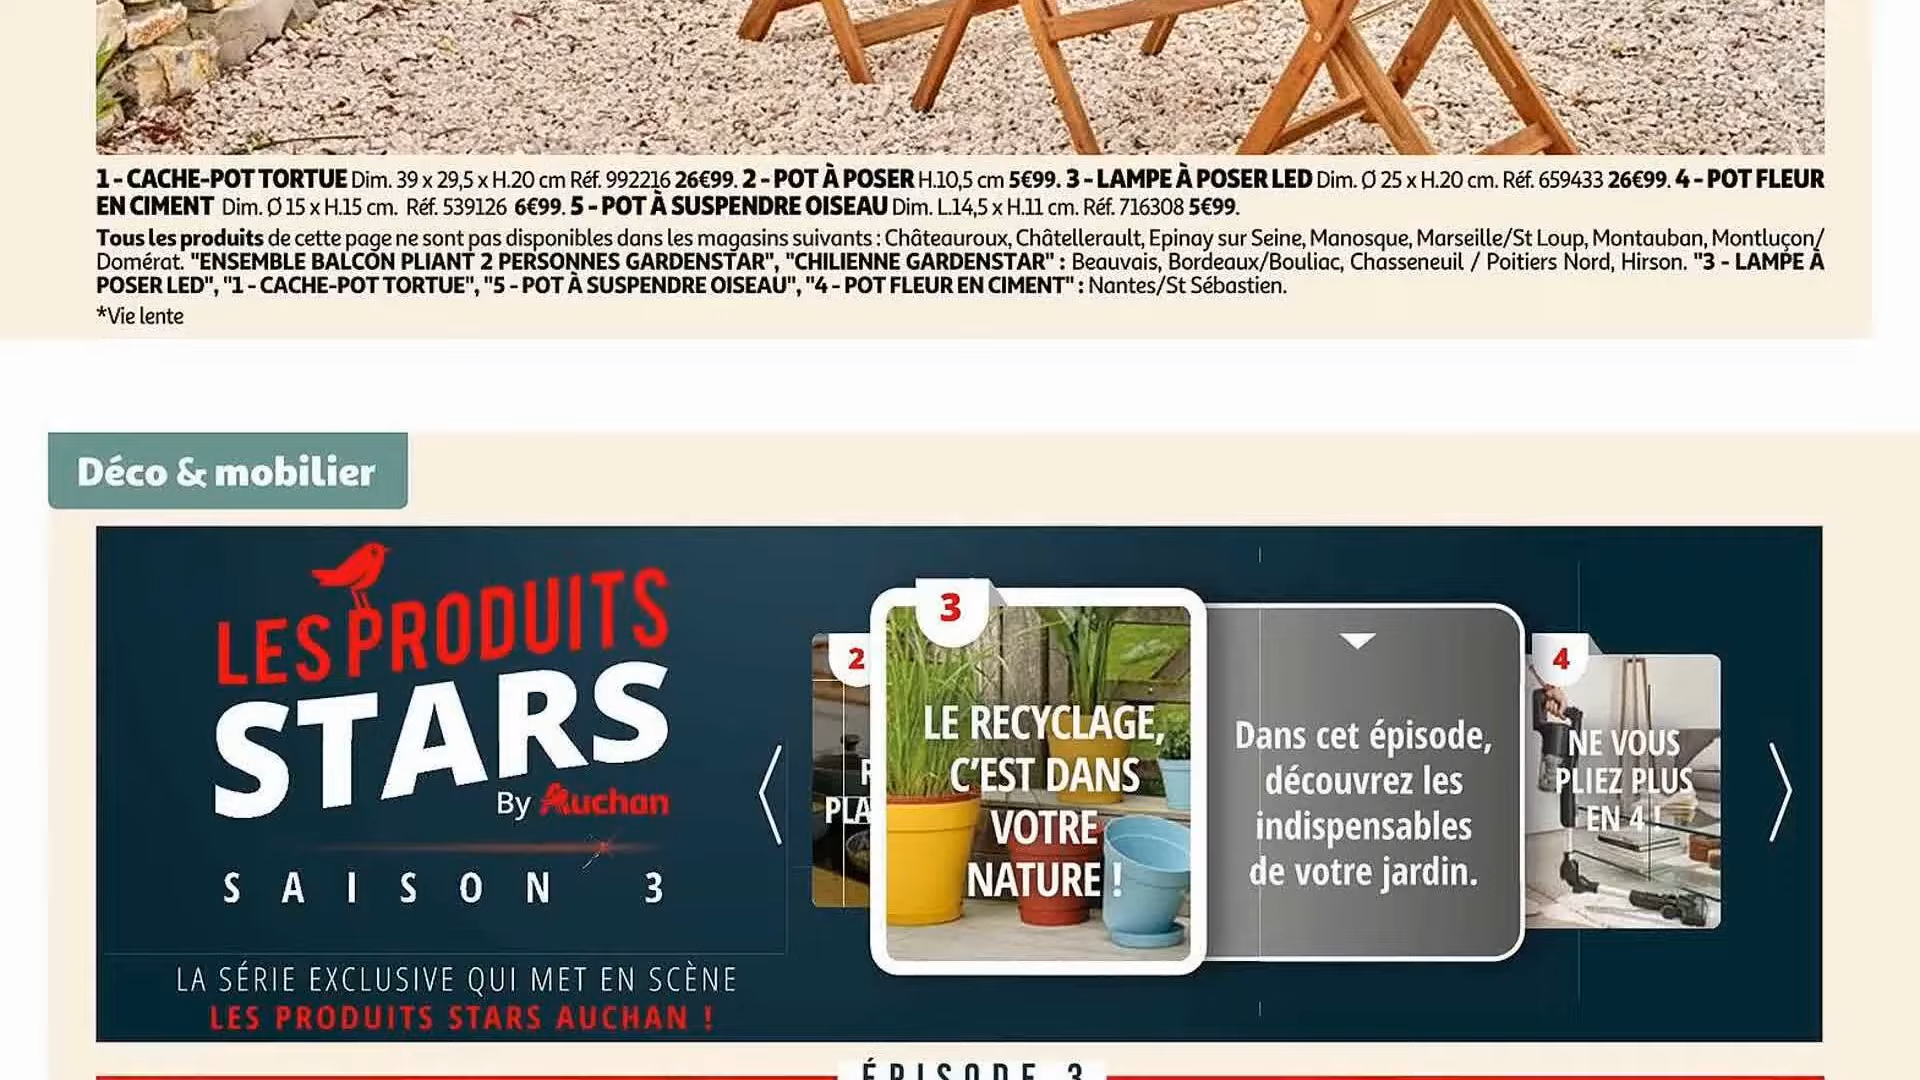 1 - CACHE-POT TORTUE Dim. 39 x 29,5 x H.20 cm Réf. 992216 26€99. 2 - POT À POSER H.10,5 cm 5€99. 3 - LAMPE À POSER LED Dim. Ø 25 x H.20 cm. Réf. 659433 26€99. 4 - POT FLEUR
EN CIMENT Dim. Ø 15 x H.15 cm. Réf. 539126 6€99. 5 - POT À SUSPENDRE OISEAU Dim. L.14,5 x H.11 cm. Réf. 716308 5€99.
Tous les produits de cette page ne sont pas disponibles dans les magasins suivants : Châteauroux, Châtellerault, Epinay sur Seine, Manosque, Marseille/St Loup, Montauban, Montluçon/
Domérat. "ENSEMBLE BALCON PLIANT 2 PERSONNES GARDENSTAR", "CHILIENNE GARDENSTAR" : Beauvais, Bordeaux/Bouliac, Chasseneuil / Poitiers Nord, Hirson. "3 - LAMPE À
POSER LED", "1 - CACHE-POT TORTUE", "5 - POT À SUSPENDRE OISEAU", "4 - POT FLEUR EN CIMENT" : Nantes/St Sébastien.
*Vie lente
Déco & mobilier
LES PRODUITS
STARS
By Auchan
SAISON 3
LA SÉRIE EXCLUSIVE QUI MET EN SCÈNE
LES PRODUITS STARS AUCHAN !
2
3
LE RECYCLAGE,
C'EST DANS
VOTRE
NATURE !
Dans cet épisode,
découvrez les
indispensables
de votre jardin.
4
NE VOUS
PLIEZ PLUS
EN 4 !
ÉPISODE 3